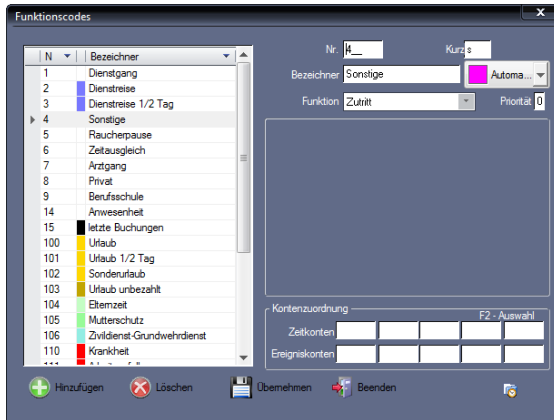 Funktionscodes
N Bezeichner
1 Dienstgang
2 Dienstreise
3 Dienstreise 1/2 Tag
4 Sonstige
5 Raucherpause
6 Zeitausgleich
7 Arztgang
8 Privat
9 Berufsschule
14 Anwesenheit
15 letzte Buchungen
100 Urlaub
101 Urlaub 1/2 Tag
102 Sonderurlaub
103 Urlaub unbezahlt
104 Elternzeit
105 Mutterschutz
106 Zivildienst-Grundwehrdienst
110 Krankheit
Nr. 4__ Kurz s
Bezeichner Sonstige Automa...
Funktion Zutritt Priorität 0
Kontenzuordnung
F2 - Auswahl
Zeitkonten
Ereigniskonten
Hinzufügen Löschen Übernehmen Beenden